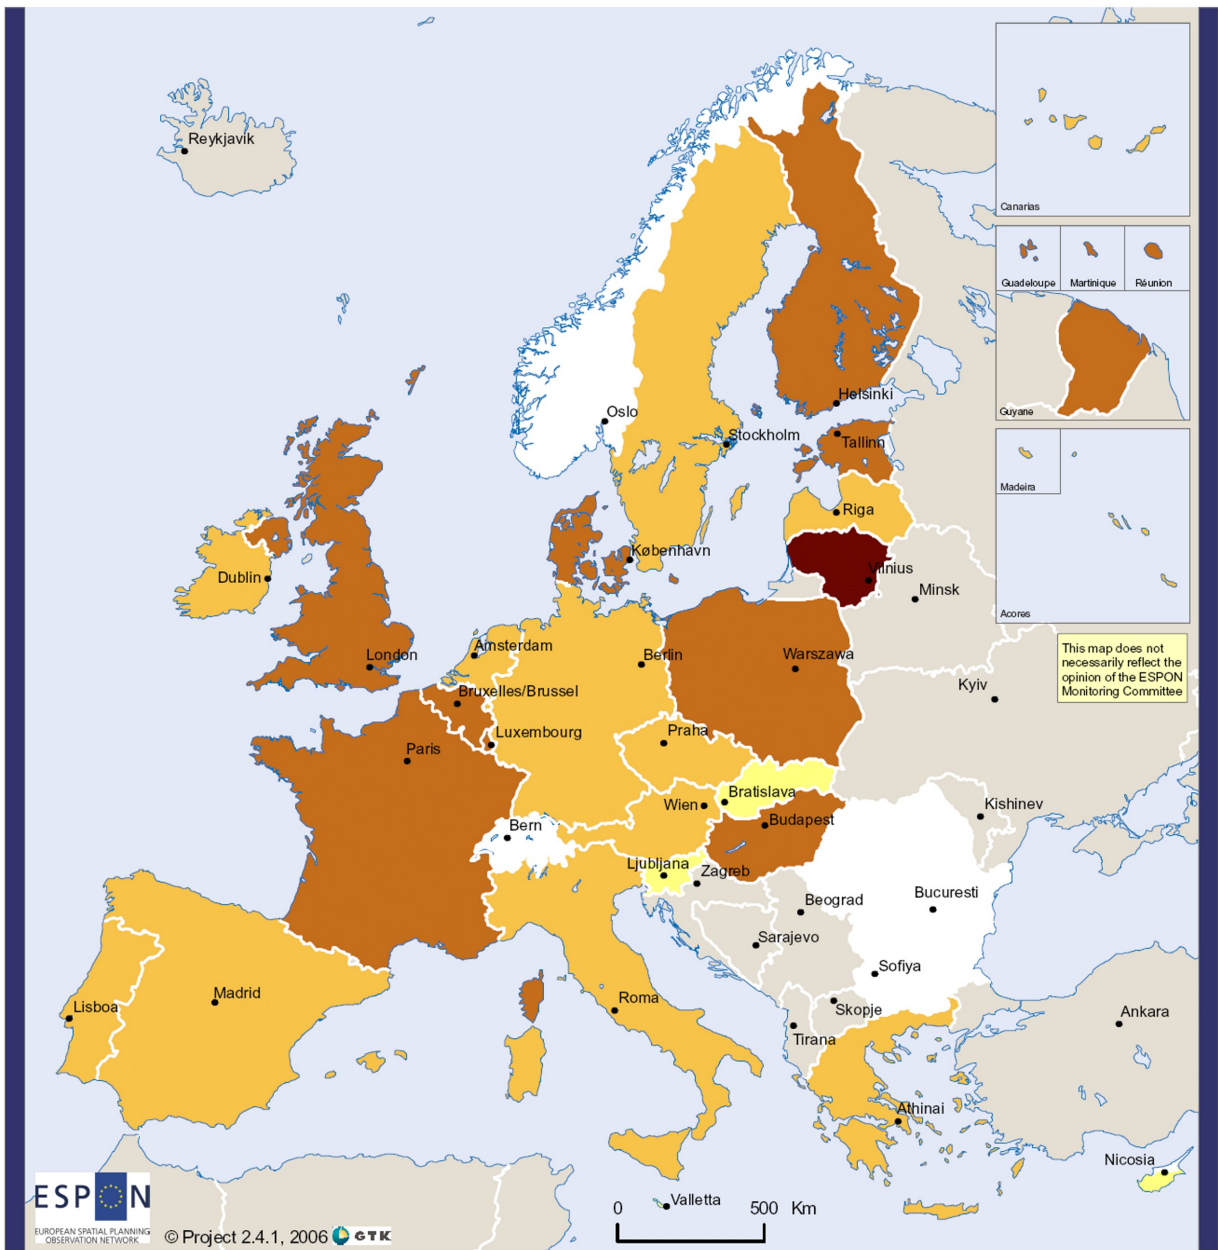 Reykjavik
Canarias
Guadeloupe
Martinique
Réunion
Guyane
Oslo
Helsinki
Stockholm
Tallinn
Madeira
Riga
København
Dublin
Vilnius
Minsk
Acores
This map does not
necessarily reflect the
opinion of the ESPON
Monitoring Committee
Amsterdam
London
Berlin
Warszawa
Kyiv
Bruxelles/Brussel
Luxembourg
Praha
Paris
Bratislava
Wien
Kishinev
Bern
Budapest
Ljubljana
Zagreb
Beograd
Bucuresti
Sarajevo
Sofiya
Madrid
Roma
Lisboa
Skopje
Ankara
Tirana
Athinai
Nicosia
Valletta
0 500 Km
ESPON
EUROPEAN SPATIAL PLANNING
OBSERVATION NETWORK
© Project 2.4.1, 2006 GTK